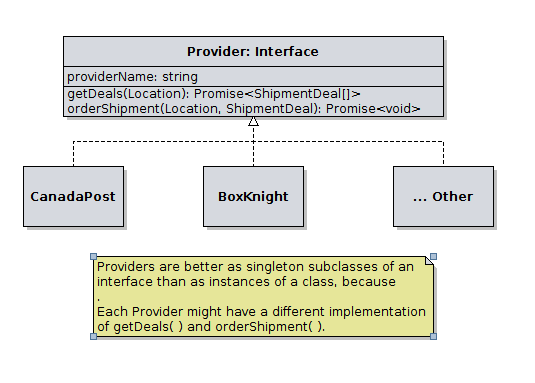 Provider: Interface
providerName: string
getDeals(Location): Promise<ShipmentDeal[]>
orderShipment(Location, ShipmentDeal): Promise<void>
CanadaPost
BoxKnight
... Other
Providers are better as singleton subclasses of an
interface than as instances of a class, because
.
Each Provider might have a different implementation
of getDeals( ) and orderShipment( ).